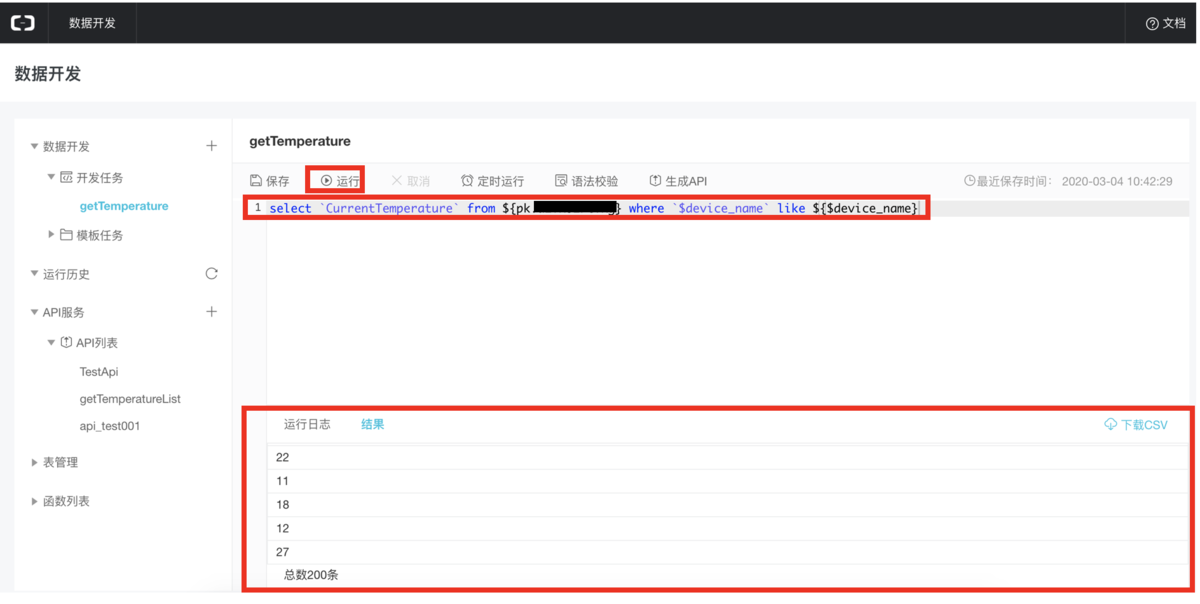 数据开发
文档
数据开发
数据开发
开发任务
getTemperature
模板任务
运行历史
API服务
API列表
TestApi
getTemperatureList
api_test001
表管理
函数列表
getTemperature
保存 运行 取消 定时运行 语法校验 生成API 最近保存时间： 2020-03-04 10:42:29
1 select `CurrentTemperature` from ${pk } where `$device_name` like ${$device_name}
运行日志 结果 下载CSV
22
11
18
12
27
总数200条